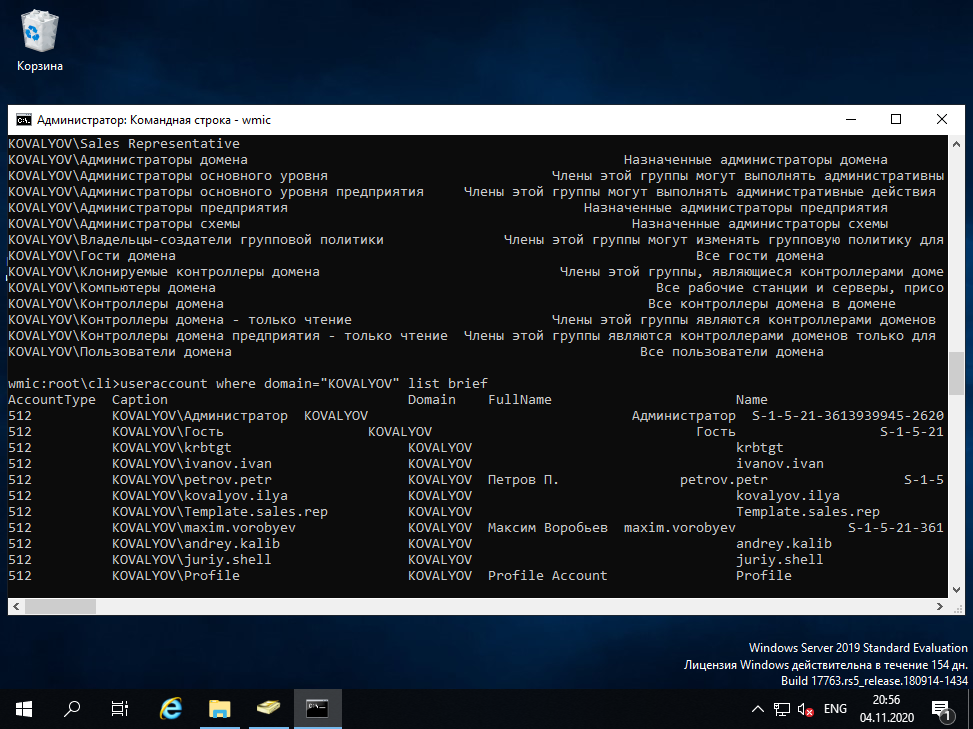 Корзина
Администратор: Командная строка - wmic
KOVALYOV\Sales Representative
KOVALYOV\Администраторы домена Назначенные администраторы домена
KOVALYOV\Администраторы основного уровня Члены этой группы могут выполнять административны
KOVALYOV\Администраторы основного уровня предприятия Члены этой группы могут выполнять административные действия
KOVALYOV\Администраторы предприятия Назначенные администраторы предприятия
KOVALYOV\Администраторы схемы Назначенные администраторы схемы
KOVALYOV\Владельцы-создатели групповой политики Члены этой группы могут изменять групповую политику для
KOVALYOV\Гости домена Все гости домена
KOVALYOV\Клонируемые контроллеры домена Члены этой группы, являющиеся контроллерами доме
KOVALYOV\Компьютеры домена Все рабочие станции и серверы, присо
KOVALYOV\Контроллеры домена Все контроллеры домена в домене
KOVALYOV\Контроллеры домена - только чтение Члены этой группы являются контроллерами доменов
KOVALYOV\Контроллеры домена предприятия - только чтение Члены этой группы являются контроллерами доменов только для
KOVALYOV\Пользователи домена Все пользователи домена
wmic:root\cli>useraccount where domain="KOVALYOV" list brief
AccountType Caption Domain FullName Name
512 KOVALYOV\Администратор KOVALYOV Администратор S-1-5-21-3613939945-2620
512 KOVALYOV\Гость KOVALYOV Гость S-1-5-21
512 KOVALYOV\krbtgt KOVALYOV krbtgt
512 KOVALYOV\ivanov.ivan KOVALYOV ivanov.ivan
512 KOVALYOV\petrov.petr KOVALYOV Петров П. petrov.petr S-1-5
512 KOVALYOV\kovalyov.ilya KOVALYOV kovalyov.ilya
512 KOVALYOV\Template.sales.rep KOVALYOV Template.sales.rep
512 KOVALYOV\maxim.vorobyev KOVALYOV Максим Воробьев maxim.vorobyev S-1-5-21-361
512 KOVALYOV\andrey.kalib KOVALYOV andrey.kalib
512 KOVALYOV\juriy.shell KOVALYOV juriy.shell
512 KOVALYOV\Profile KOVALYOV Profile Account Profile
Windows Server 2019 Standard Evaluation
Лицензия Windows действительна в течение 154 дн.
Build 17763.rs5_release.180914-1434
ENG
20:56
04.11.2020
1